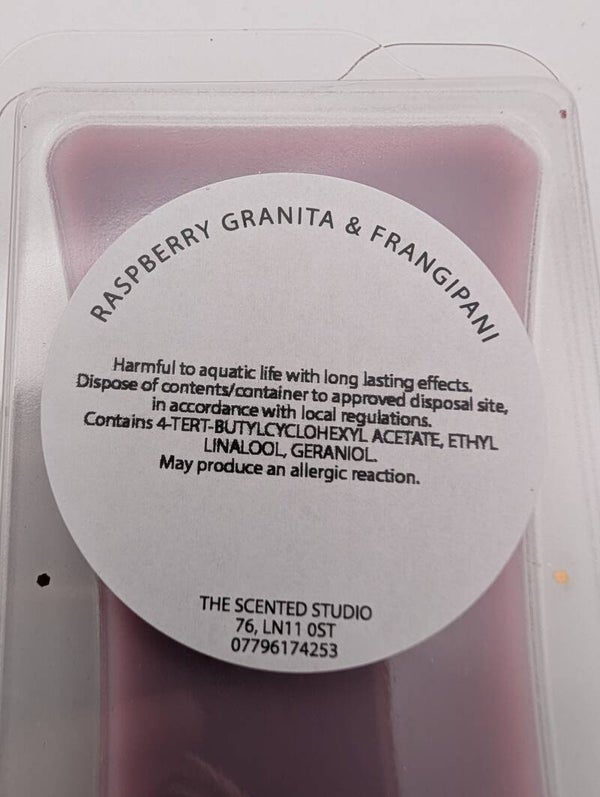 RASPBERRY GRANITA & FRANGIPANI
Harmful to aquatic life with long lasting effects.
Dispose of contents/container to approved disposal site,
in accordance with local regulations.
Contains 4-TERT-BUTYLCYCLOHEXYL ACETATE, ETHYL
LINALOOL, GERANIOL.
May produce an allergic reaction.
THE SCENTED STUDIO
76, LN11 0ST
07796174253